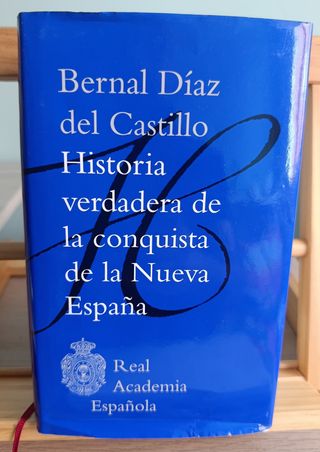 Bernal Díaz
del Castillo
Historia
verdadera de
la conquista
de la Nueva
España
Real
Academia
Española